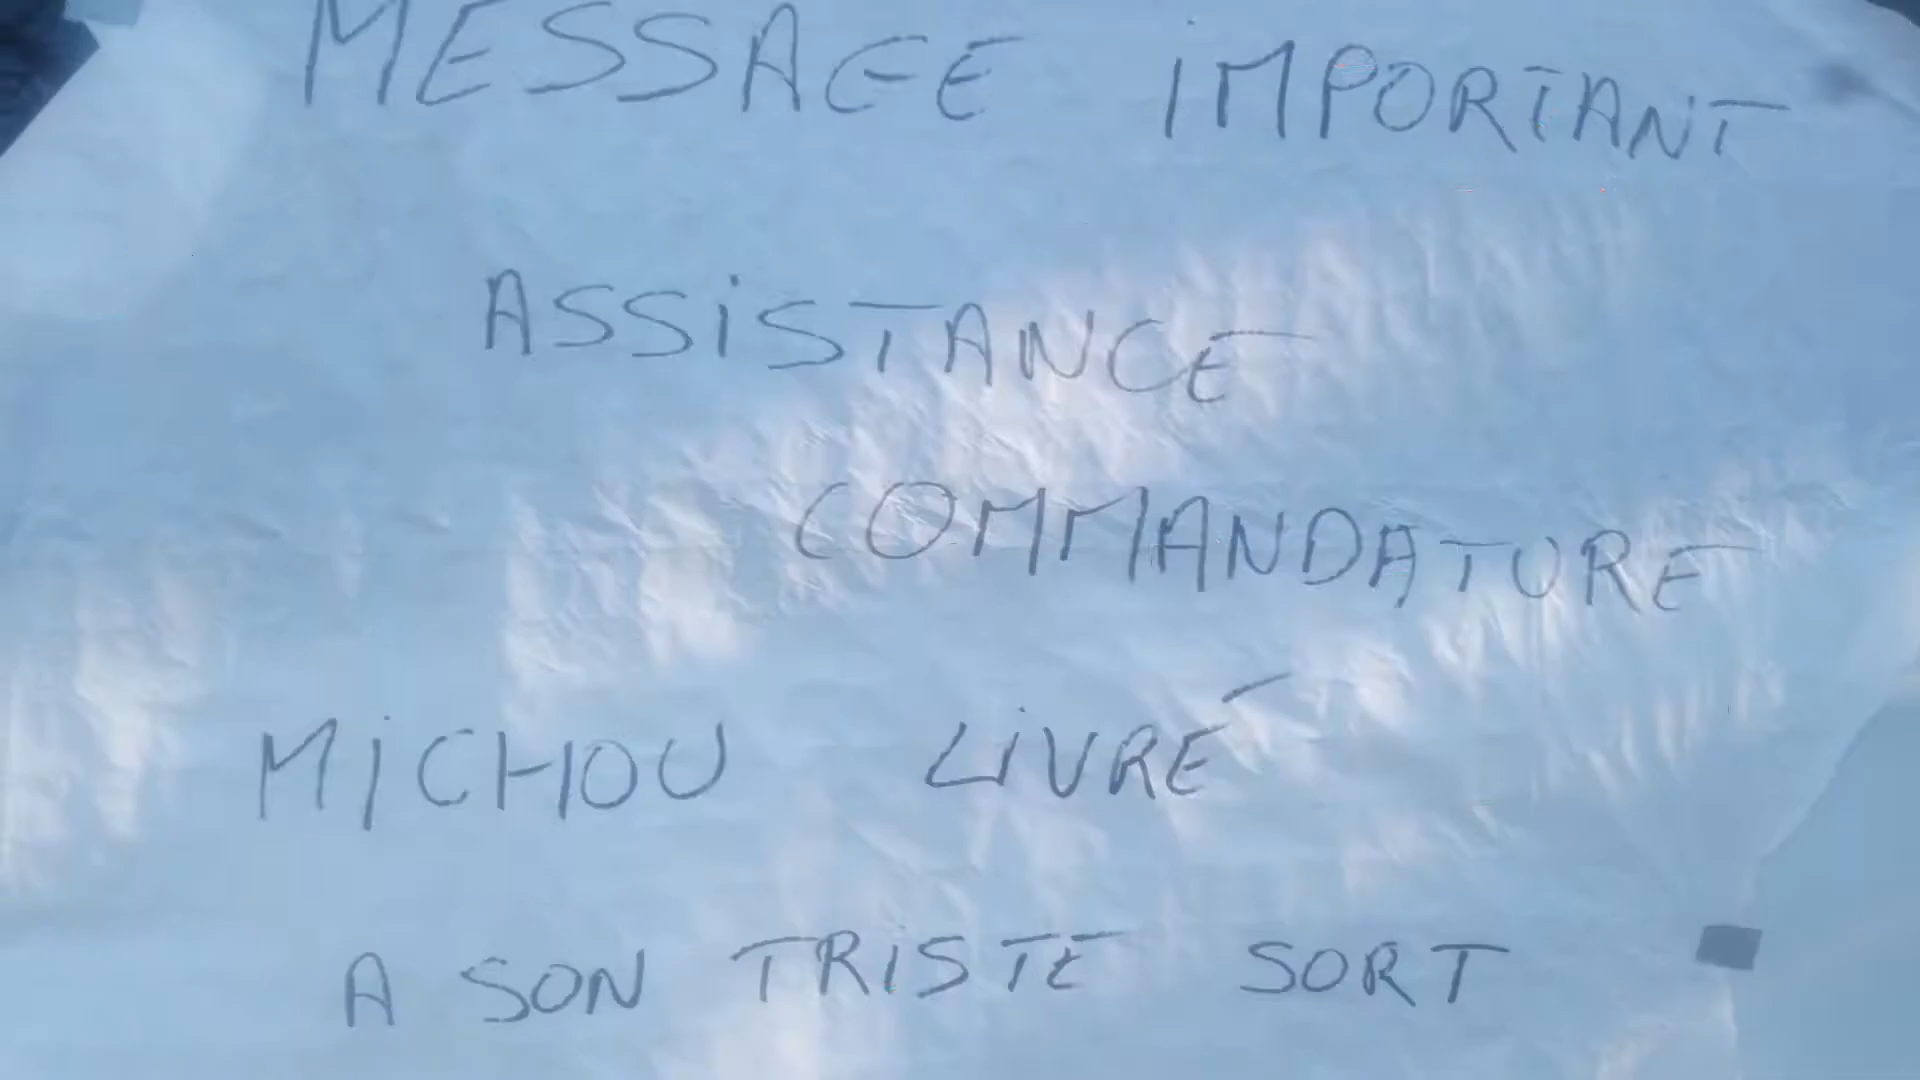 MESSAGE IMPORTANT
ASSISTANCE
COMMANDATURE
MiCHOU LiVRÉ
A SON TRISTE SORT